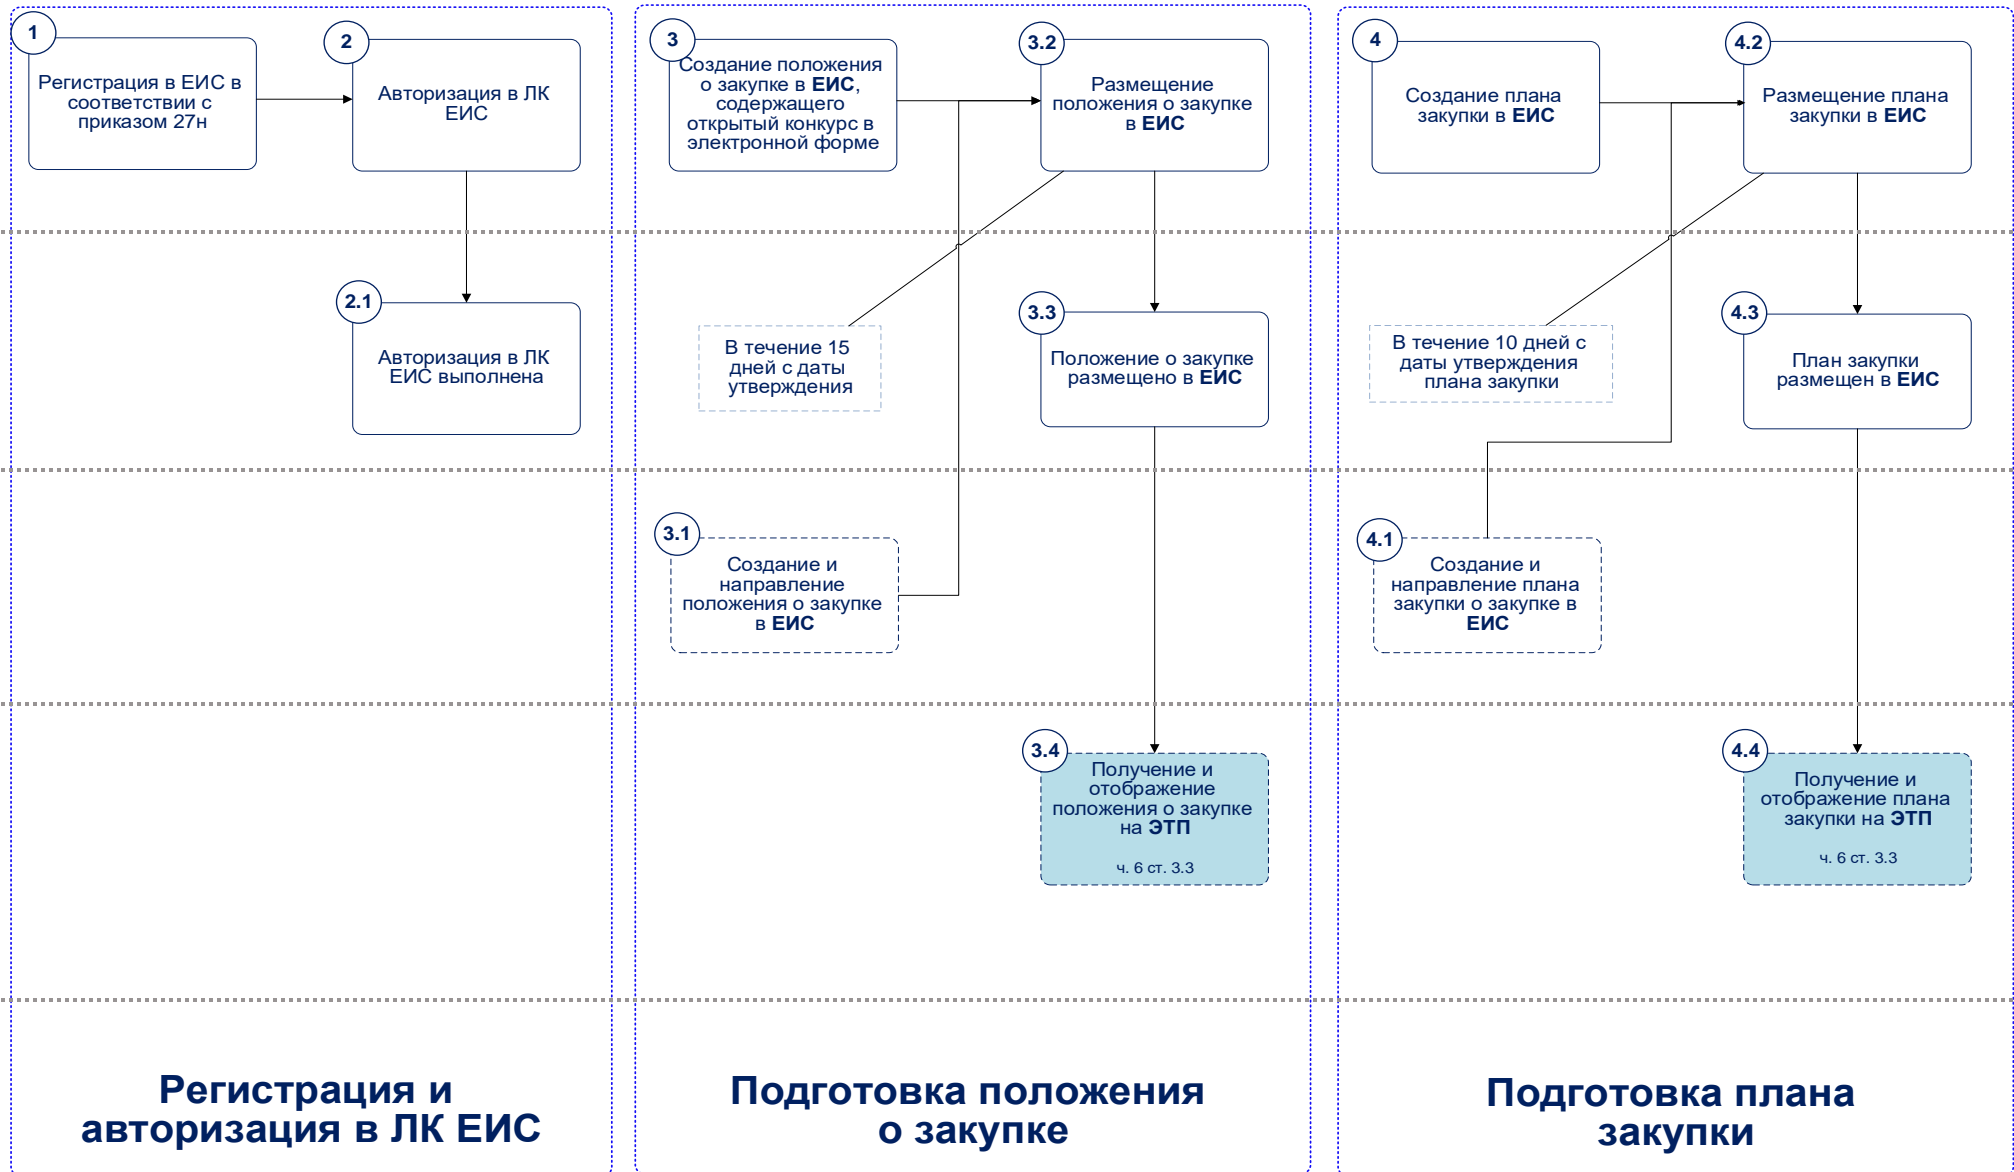 1
Регистрация в ЕИС в
соответствии с
приказом 27н
2
Авторизация в ЛК
ЕИС
2.1
Авторизация в ЛК
ЕИС выполнена
Регистрация и
авторизация в ЛК ЕИС
3
Создание положения
о закупке в ЕИС,
содержащего
открытый конкурс в
электронной форме
3.2
Размещение
положения о закупке
в ЕИС
В течение 15
дней с даты
утверждения
3.3
Положение о закупке
размещено в ЕИС
3.1
Создание и
направление
положения о закупке
в ЕИС
3.4
Получение и
отображение
положения о закупке
на ЭТП
ч. 6 ст. 3.3
Подготовка положения
о закупке
4
Создание плана
закупки в ЕИС
4.2
Размещение плана
закупки в ЕИС
В течение 10 дней с
даты утверждения
плана закупки
4.3
План закупки
размещен в ЕИС
4.1
Создание и
направление плана
закупки о закупке в
ЕИС
4.4
Получение и
отображение плана
закупки на ЭТП
ч. 6 ст. 3.3
Подготовка плана
закупки